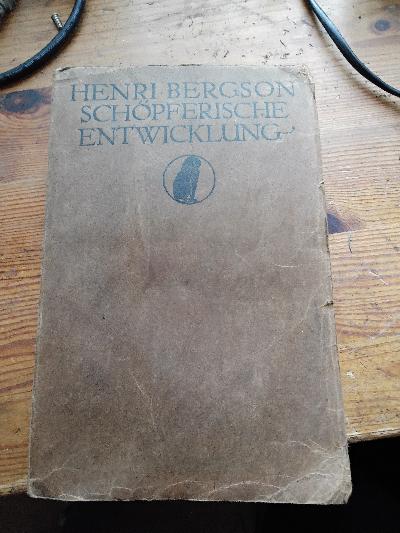 HENRI BERGSON
SCHÖPFERISCHE
ENTWICKLUNG